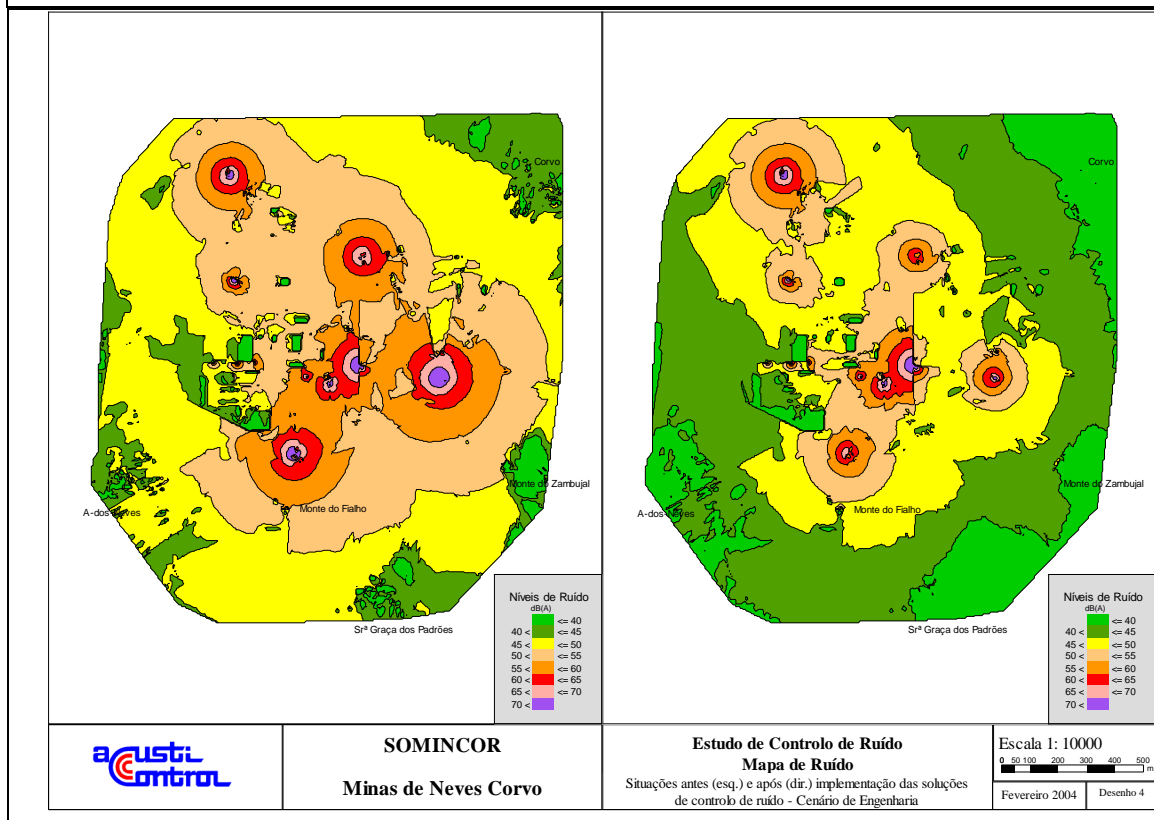 Corvo
Monte do Zambujal
A-dos-Neves
Monte do Fialho
Srª Graça dos Padrões
Níveis de Ruído
dB(A)
<= 40
40 < <= 45
45 < <= 50
50 < <= 55
55 < <= 60
60 < <= 65
65 < <= 70
70 <
Corvo
Monte do Zambujal
A-dos-Neves
Monte do Fialho
Srª Graça dos Padrões
Níveis de Ruído
dB(A)
<= 40
40 < <= 45
45 < <= 50
50 < <= 55
55 < <= 60
60 < <= 65
65 < <= 70
70 <
acusti
Control
SOMINCOR
Minas de Neves Corvo
Estudo de Controlo de Ruído
Mapa de Ruído
Situações antes (esq.) e após (dir.) implementação das soluções
de controlo de ruído - Cenário de Engenharia
Escala 1: 10000
0 50 100 200 300 400 500
m
Fevereiro 2004
Desenho 4